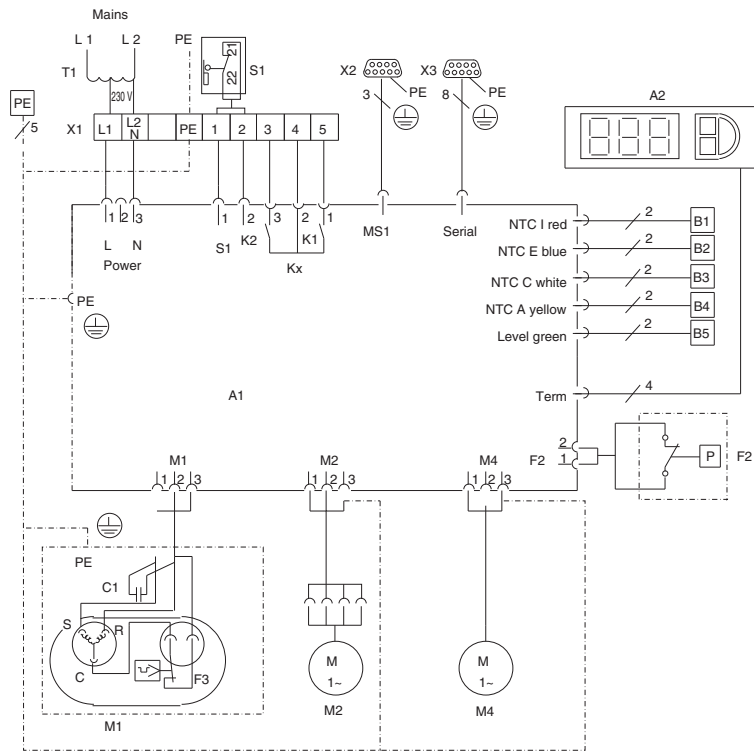 Mains
L 1 L 2 PE
T1
230 V
21
22
S1
X2 X3
PE PE
3 8
A2
PE
5
X1 L1 L2 N PE 1 2 3 4 5
1 2 3 1 2 3 2 1
L N S1 K2 K1
Power Kx
MS1 Serial
NTC I red 2 B1
NTC E blue 2 B2
NTC C white 2 B3
NTC A yellow 2 B4
Level green 2 B5
PE
A1
Term 4
2
1
F2
P F2
M1 M2 M4
1 2 3 1 2 3 1 2 3
PE
C1
S R
C F3
M1
M
1~
M2
M
1~
M4